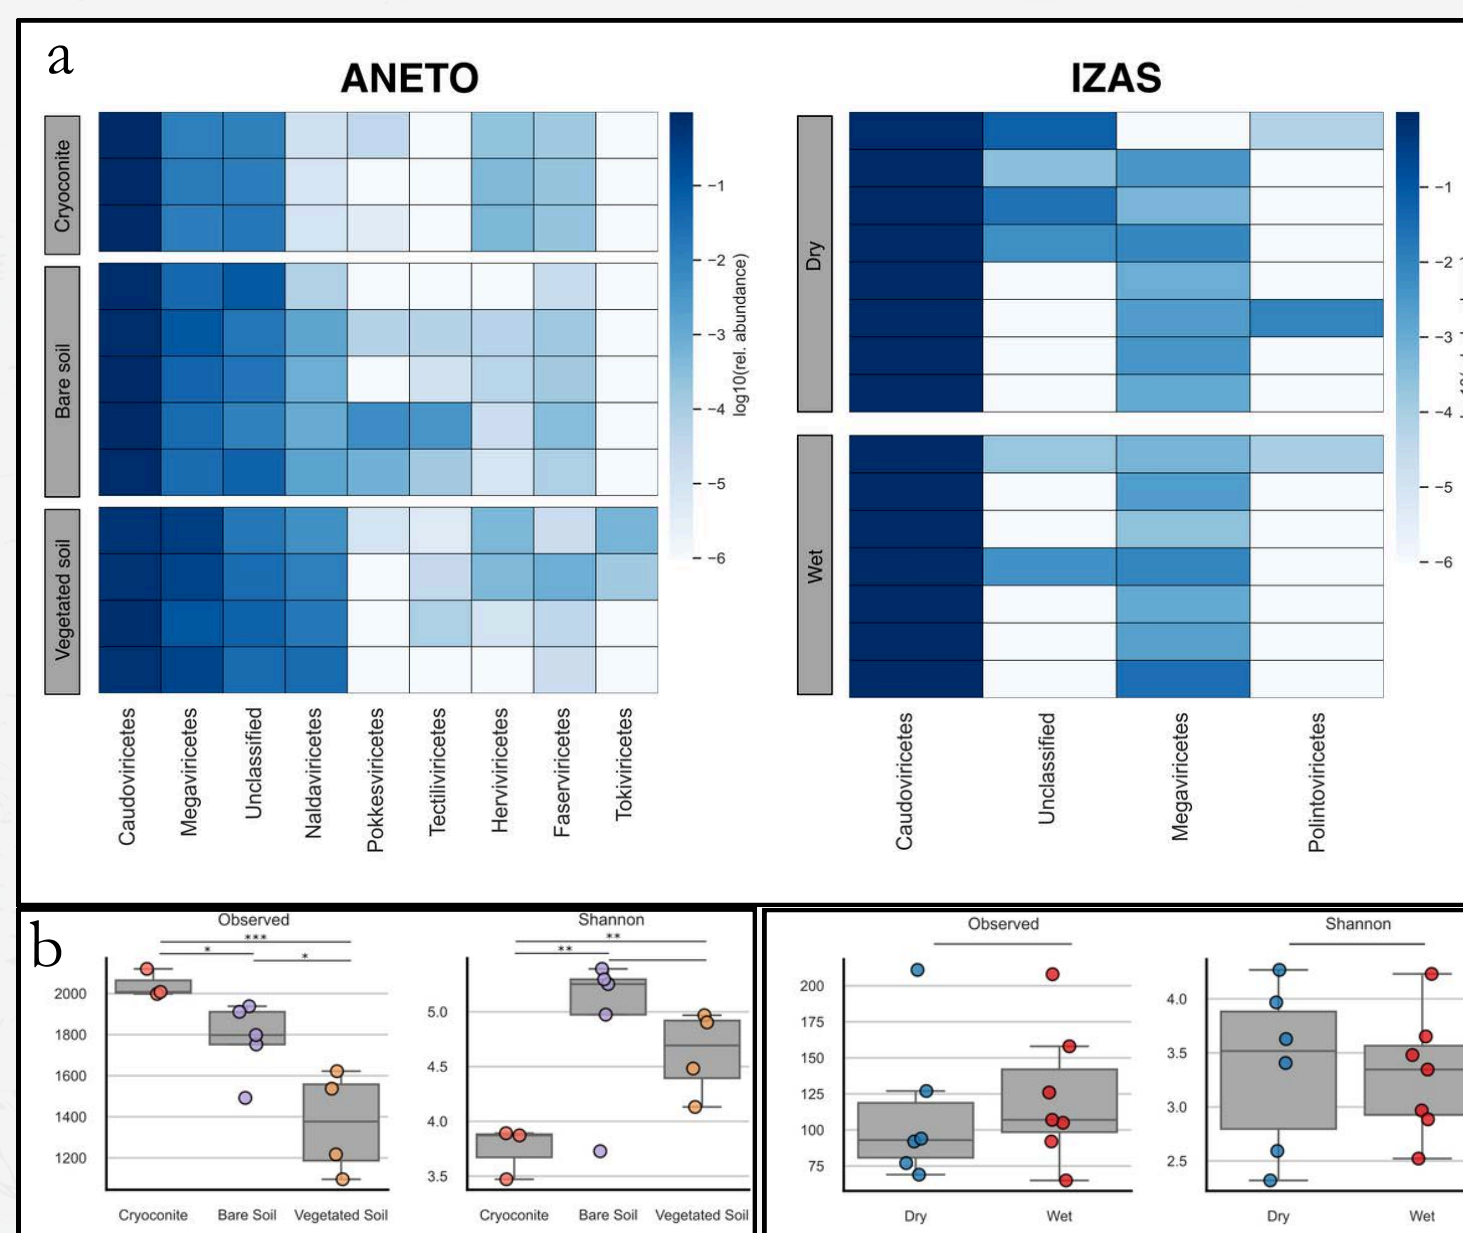 a
ANETO
IZAS
Cryoconite
Bare soil
Vegetated soil
−1
−2
−3
−4
−5
−6
log10(rel. abundance)
Caudoviricetes
Megaviricetes
Unclassified
Naldaviricetes
Pokkesviricetes
Tectiliviricetes
Herviviricetes
Faserviricetes
Tokiviricetes
Dry
Wet
−1
−2
−3
−4
−5
−6
Caudoviricetes
Unclassified
Megaviricetes
Polintoviricetes
b
Observed
***
*
*
2000
1800
1600
1400
1200
Cryoconite Bare Soil Vegetated Soil
Shannon
**
**
5.0
4.5
4.0
3.5
Cryoconite Bare Soil Vegetated Soil
Observed
200
175
150
125
100
75
Dry Wet
Shannon
4.0
3.5
3.0
2.5
Dry Wet